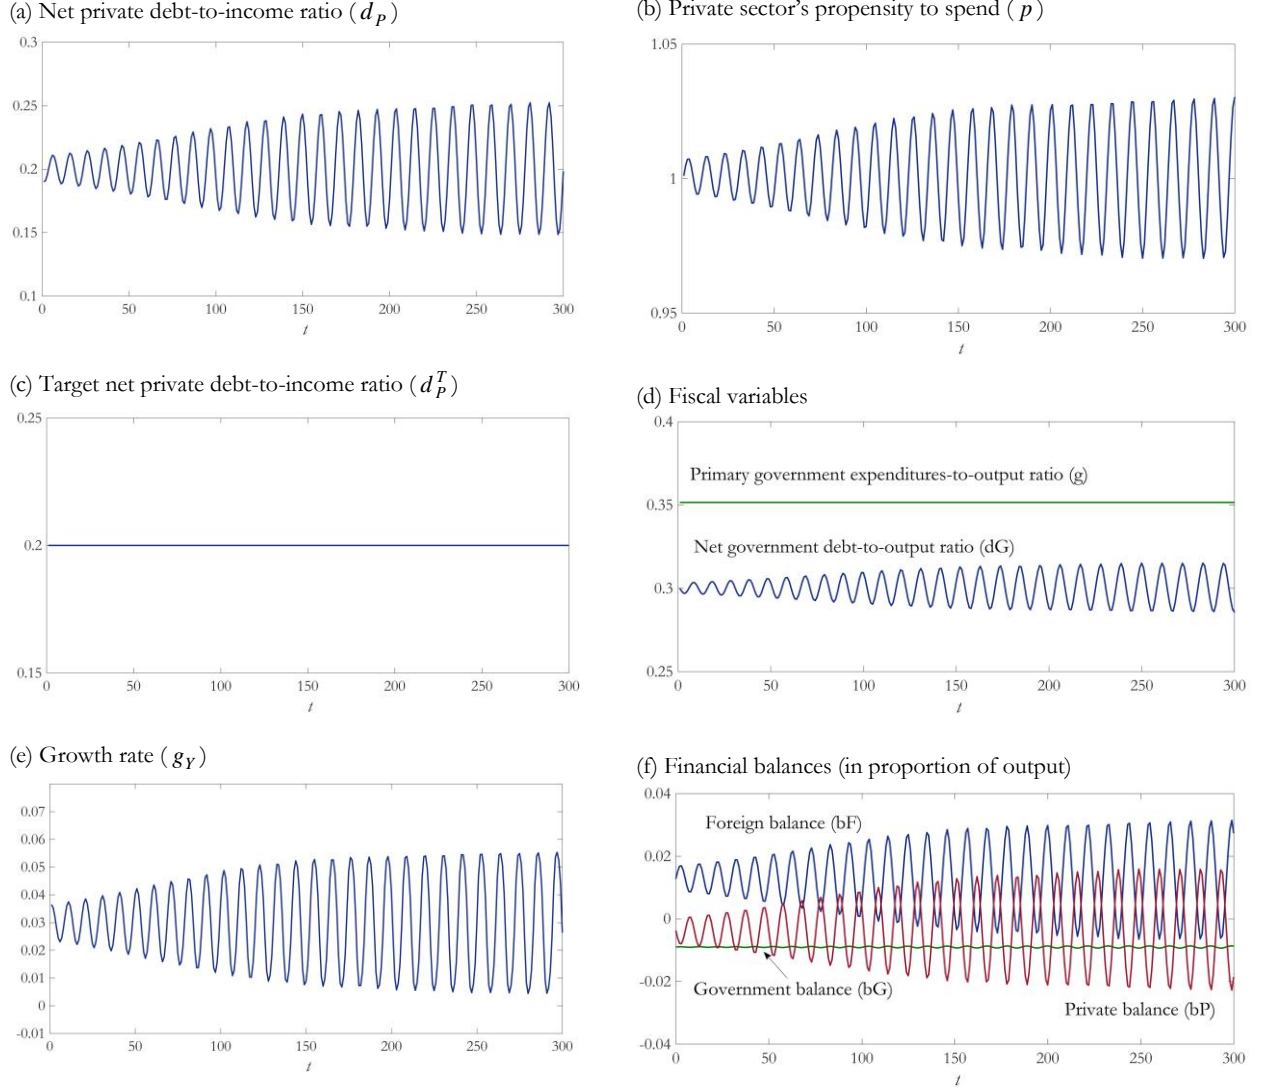 (a) Net private debt-to-income ratio ( d_P )
0.3
0.25
0.2
0.15
0.1
0 50 100 150 200 250 300
t
(b) Private sector's propensity to spend ( p )
1.05
1
0.95
0 50 100 150 200 250 300
t
(c) Target net private debt-to-income ratio ( d_P^T )
0.25
0.2
0.15
0 50 100 150 200 250 300
t
(d) Fiscal variables
0.4
Primary government expenditures-to-output ratio (g)
0.35
Net government debt-to-output ratio (dG)
0.3
0.25
0 50 100 150 200 250 300
t
(e) Growth rate ( g_Y )
0.07
0.06
0.05
0.04
0.03
0.02
0.01
0
-0.01
0 50 100 150 200 250 300
t
(f) Financial balances (in proportion of output)
0.04
Foreign balance (bF)
0.02
0
-0.02
Government balance (bG)
Private balance (bP)
-0.04
0 50 100 150 200 250 300
t